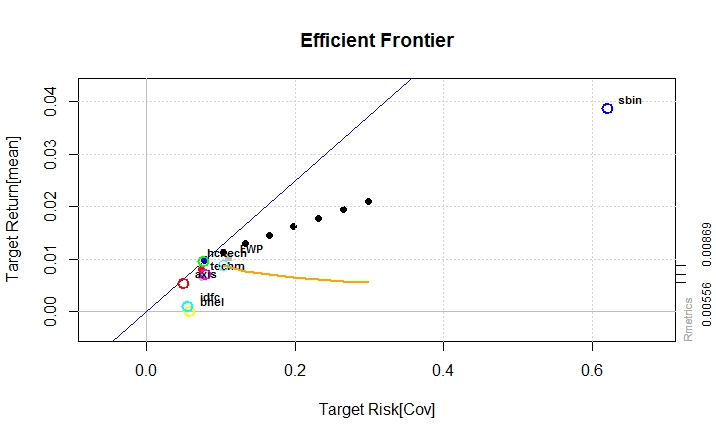 Efficient Frontier
Target Return[mean]
0.04
0.03
0.02
0.01
0.00
sbin
EWP
hcltech
techm
axis
idfc
bhel
0.00869
0.00556
Rmetrics
0.0
0.2
0.4
0.6
Target Risk[Cov]